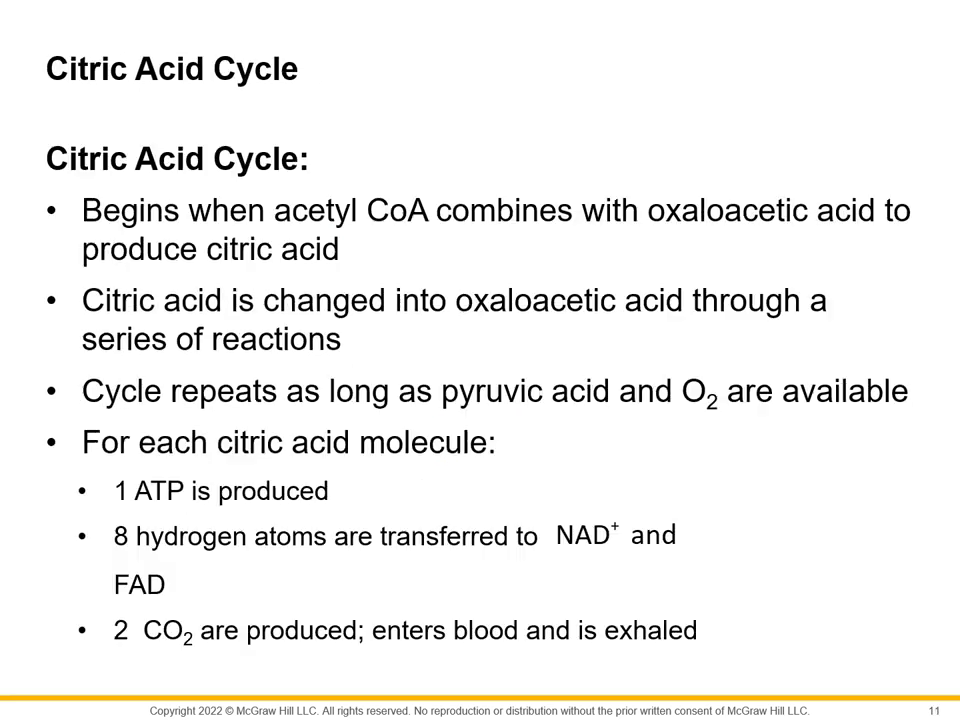 Citric Acid Cycle
Citric Acid Cycle:
• Begins when acetyl CoA combines with oxaloacetic acid to
produce citric acid
• Citric acid is changed into oxaloacetic acid through a
series of reactions
• Cycle repeats as long as pyruvic acid and O₂ are available
• For each citric acid molecule:
• 1 ATP is produced
• 8 hydrogen atoms are transferred to NAD⁺ and
FAD
• 2 CO₂ are produced; enters blood and is exhaled
Copyright 2022 © McGraw Hill LLC. All rights reserved. No reproduction or distribution without the prior written consent of McGraw Hill LLC. 11